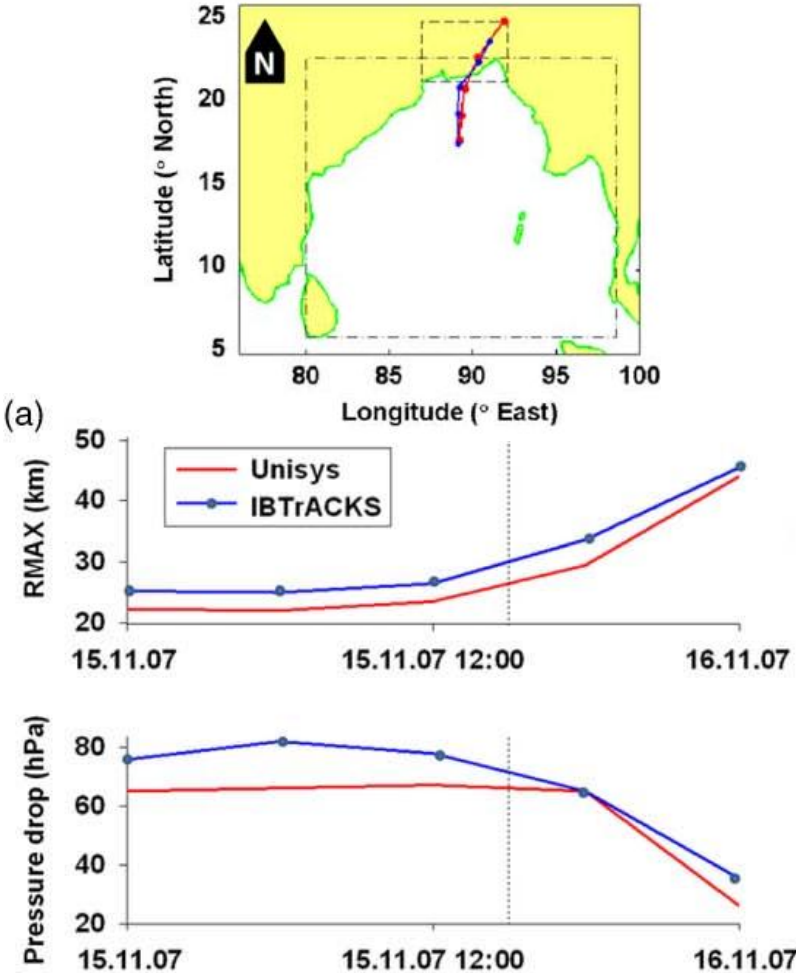 25
N
20
Latitude (° North)
15
10
5
80 85 90 95 100
Longitude (° East)
(a)
50
Unisys
40
IBTrACKS
RMAX (km)
30
20
15.11.07 15.11.07 12:00 16.11.07
80
Pressure drop (hPa)
60
40
20
15.11.07 15.11.07 12:00 16.11.07